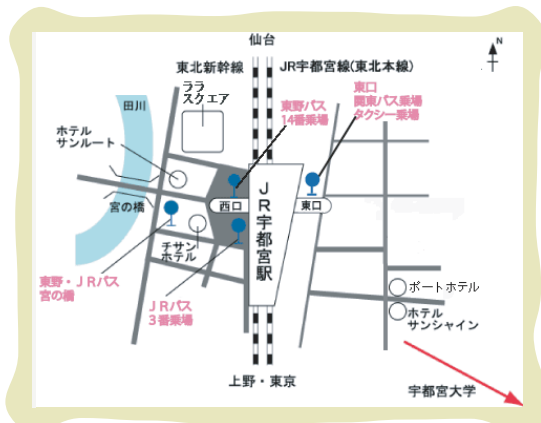 仙台
N
東北新幹線
JR宇都宮線(東北本線)
ララ
スクエア
東口
関東バス乗場
タクシー乗場
田川
東野バス
14番乗場
ホテル
サンルート
JR宇都宮駅
宮の橋
西口
東口
チサン
ホテル
東野・JRバス
宮の橋
JRバス
3番乗場
ポートホテル
ホテル
サンシャイン
上野・東京
宇都宮大学